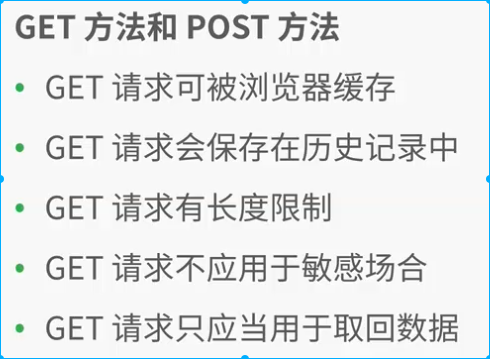 GET 方法和 POST 方法
• GET 请求可被浏览器缓存
• GET 请求会保存在历史记录中
• GET 请求有长度限制
• GET 请求不应用于敏感场合
• GET 请求只应当用于取回数据